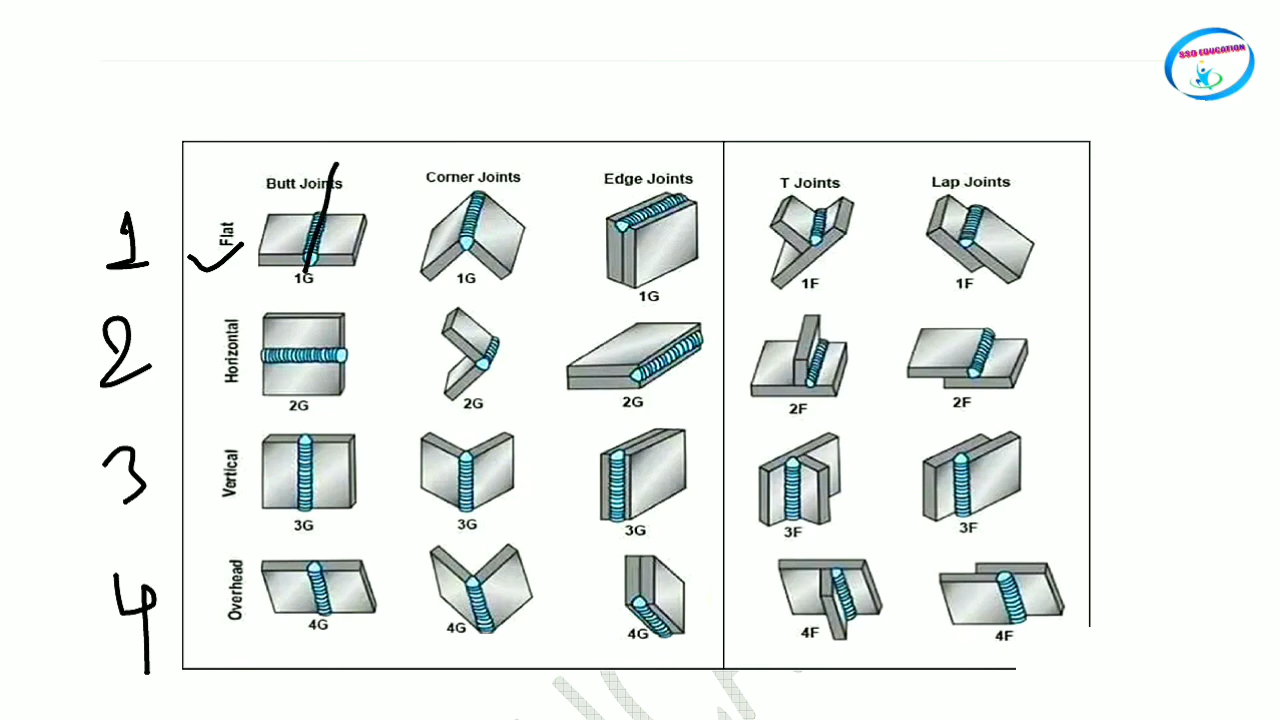 SSD EDUCATION
Butt Joints
Corner Joints
Edge Joints
T Joints
Lap Joints
1
Flat
1G
1G
1G
1F
1F
2
Horizontal
2G
2G
2G
2F
2F
3
Vertical
3G
3G
3G
3F
3F
4
Overhead
4G
4G
4G
4F
4F